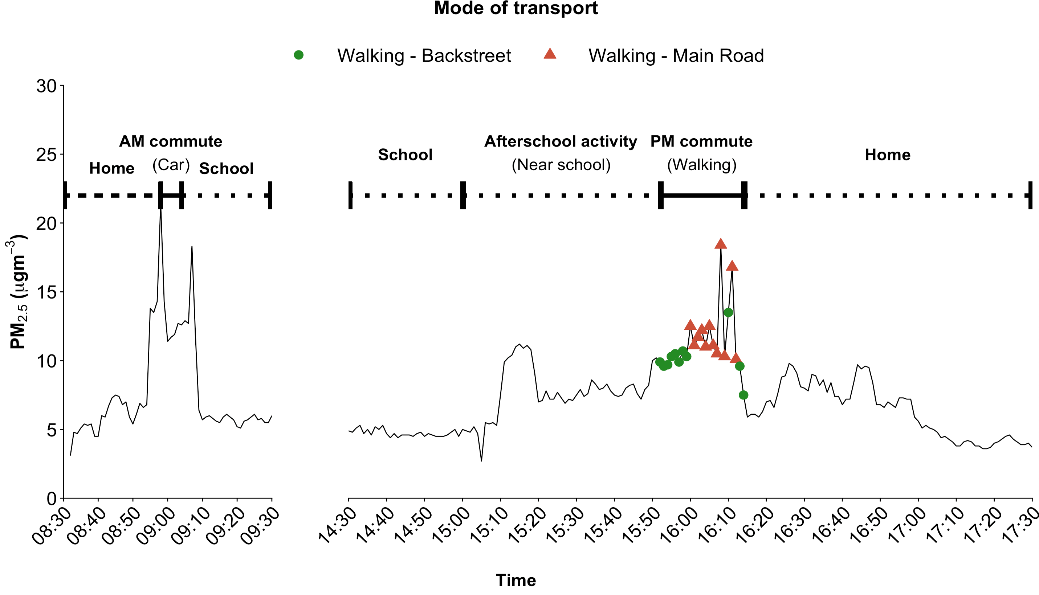 Mode of transport
Walking - Backstreet Walking - Main Road
30
25
20
15
10
5
0
PM2.5 (μgm−3)
AM commute
(Car)
Home
School
School
Afterschool activity
(Near school)
PM commute
(Walking)
Home
08:30 08:40 08:50 09:00 09:10 09:20 09:30 14:30 14:40 14:50 15:00 15:10 15:20 15:30 15:40 15:50 16:00 16:10 16:20 16:30 16:40 16:50 17:00 17:10 17:20 17:30
Time